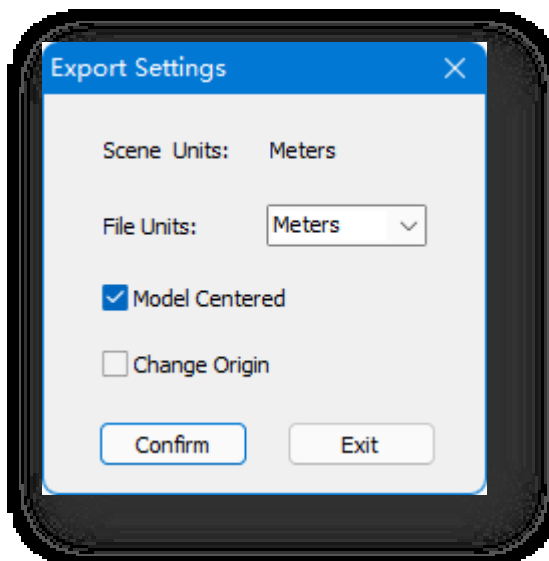 Export Settings
Scene Units: Meters
File Units: Meters
Model Centered
Change Origin
Confirm Exit